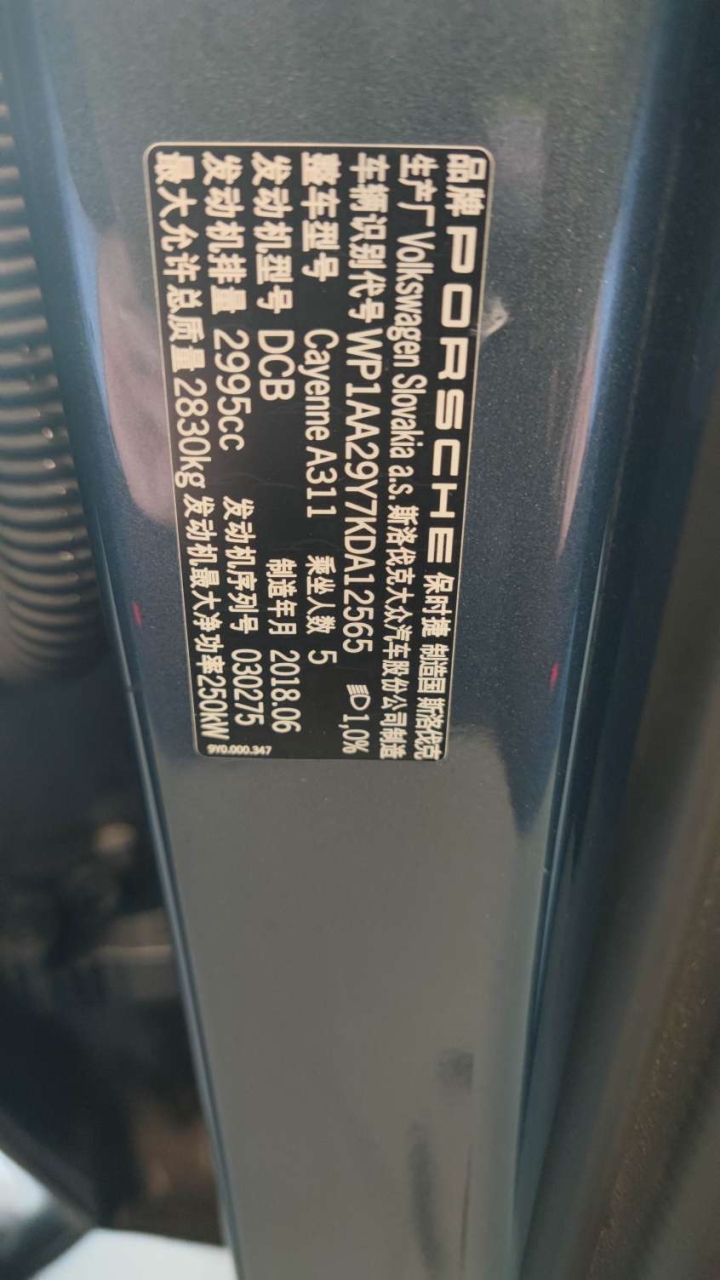 品牌 PORSCHE 保时捷 制造国 斯洛伐克
生产厂 Volkswagen Slovakia a.s. 斯洛伐克大众汽车股份公司制造
车辆识别代号 WP1AA29Y7KDA12565 1,0%
整车型号 Cayenne A311 乘坐人数 5
发动机型号 DCB 制造年月 2018.06
发动机排量 2995cc 发动机序列号 030275
最大允许总质量 2830kg 发动机最大净功率250kW
9Y0.000.347